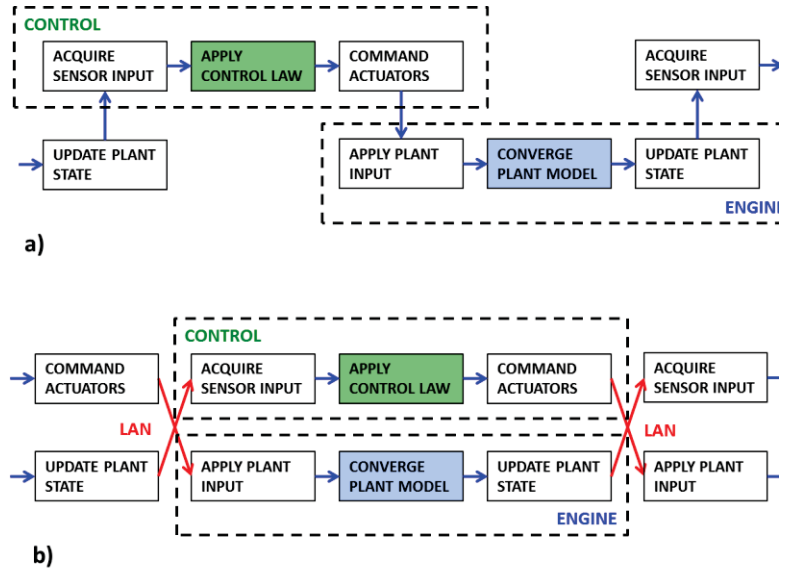 CONTROL
ACQUIRE
SENSOR INPUT
APPLY
CONTROL LAW
COMMAND
ACTUATORS
ACQUIRE
SENSOR INPUT
UPDATE PLANT
STATE
APPLY PLANT
INPUT
CONVERGE
PLANT MODEL
UPDATE PLANT
STATE
ENGINE
a)
CONTROL
COMMAND
ACTUATORS
ACQUIRE
SENSOR INPUT
APPLY
CONTROL LAW
COMMAND
ACTUATORS
ACQUIRE
SENSOR INPUT
LAN
LAN
UPDATE PLANT
STATE
APPLY PLANT
INPUT
CONVERGE
PLANT MODEL
UPDATE PLANT
STATE
APPLY PLANT
INPUT
ENGINE
b)